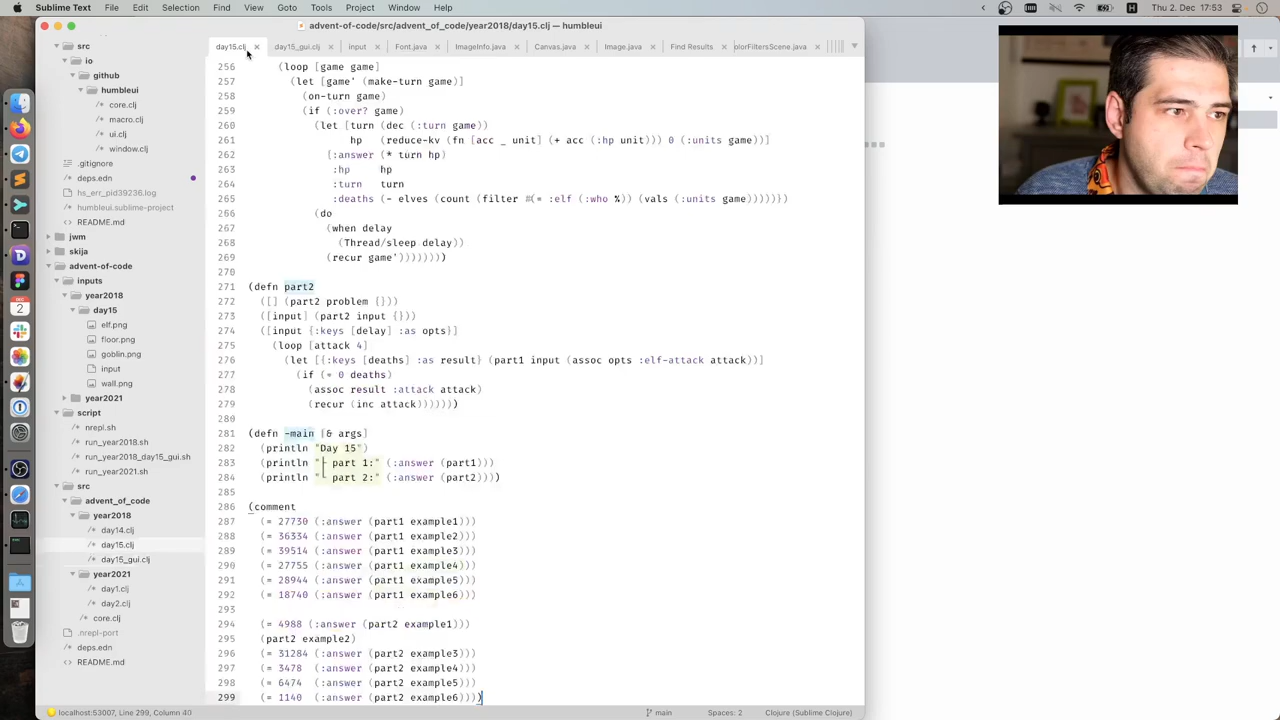 Sublime Text File Edit Selection Find View Goto Tools Project Window Help
Thu 2. Dec 17:53
advent-of-code/src/advent_of_code/year2018/day15.clj — humbleui
day15.clj
day15_gui.clj
input
Font.java
ImageInfo.java
Canvas.java
Image.java
Find Results
olorFiltersScene.java
src
io
github
humbleui
core.clj
macro.clj
ui.clj
window.clj
.gitignore
deps.edn
hs_err_pid39236.log
humbleui.sublime-project
README.md
jwm
skija
advent-of-code
inputs
year2018
day15
elf.png
floor.png
goblin.png
input
wall.png
year2021
script
nrepl.sh
run_year2018.sh
run_year2018_day15_gui.sh
run_year2021.sh
src
advent_of_code
year2018
day14.clj
day15.clj
day15_gui.clj
year2021
day1.clj
day2.clj
core.clj
.nrepl-port
deps.edn
README.md
256 (loop [game game]
257 (let [game' (make-turn game)]
258 (on-turn game)
259 (if (:over? game)
260 (let [turn (dec (:turn game))
261 hp (reduce-kv (fn [acc _ unit] (+ acc (:hp unit))) 0 (:units game))]
262 {:answer (* turn hp)
263 :hp hp
264 :turn turn
265 :deaths (- elves (count (filter #(= :elf (:who %)) (vals (:units game)))))})
266 (do
267 (when delay
268 (Thread/sleep delay))
269 (recur game')))))))
270
271 (defn part2
272 ([] (part2 problem {}))
273 ([input] (part2 input {}))
274 ([input {:keys [delay] :as opts}]
275 (loop [attack 4]
276 (let [{:keys [deaths] :as result} (part1 input (assoc opts :elf-attack attack))]
277 (if (= 0 deaths)
278 (assoc result :attack attack)
279 (recur (inc attack))))))
280
281 (defn -main [& args]
282 (println "Day 15")
283 (println "├ part 1:" (:answer (part1)))
284 (println "└ part 2:" (:answer (part2))))
285
286 (comment
287 (= 27730 (:answer (part1 example1)))
288 (= 36334 (:answer (part1 example2)))
289 (= 39514 (:answer (part1 example3)))
290 (= 27755 (:answer (part1 example4)))
291 (= 28944 (:answer (part1 example5)))
292 (= 18740 (:answer (part1 example6)))
293
294 (= 4988 (:answer (part2 example1)))
295 (part2 example2)
296 (= 31284 (:answer (part2 example3)))
297 (= 3478 (:answer (part2 example4)))
298 (= 6474 (:answer (part2 example5)))
299 (= 1140 (:answer (part2 example6))))
localhost:53007, Line 299, Column 40
main
Spaces: 2
Clojure (Sublime Clojure)